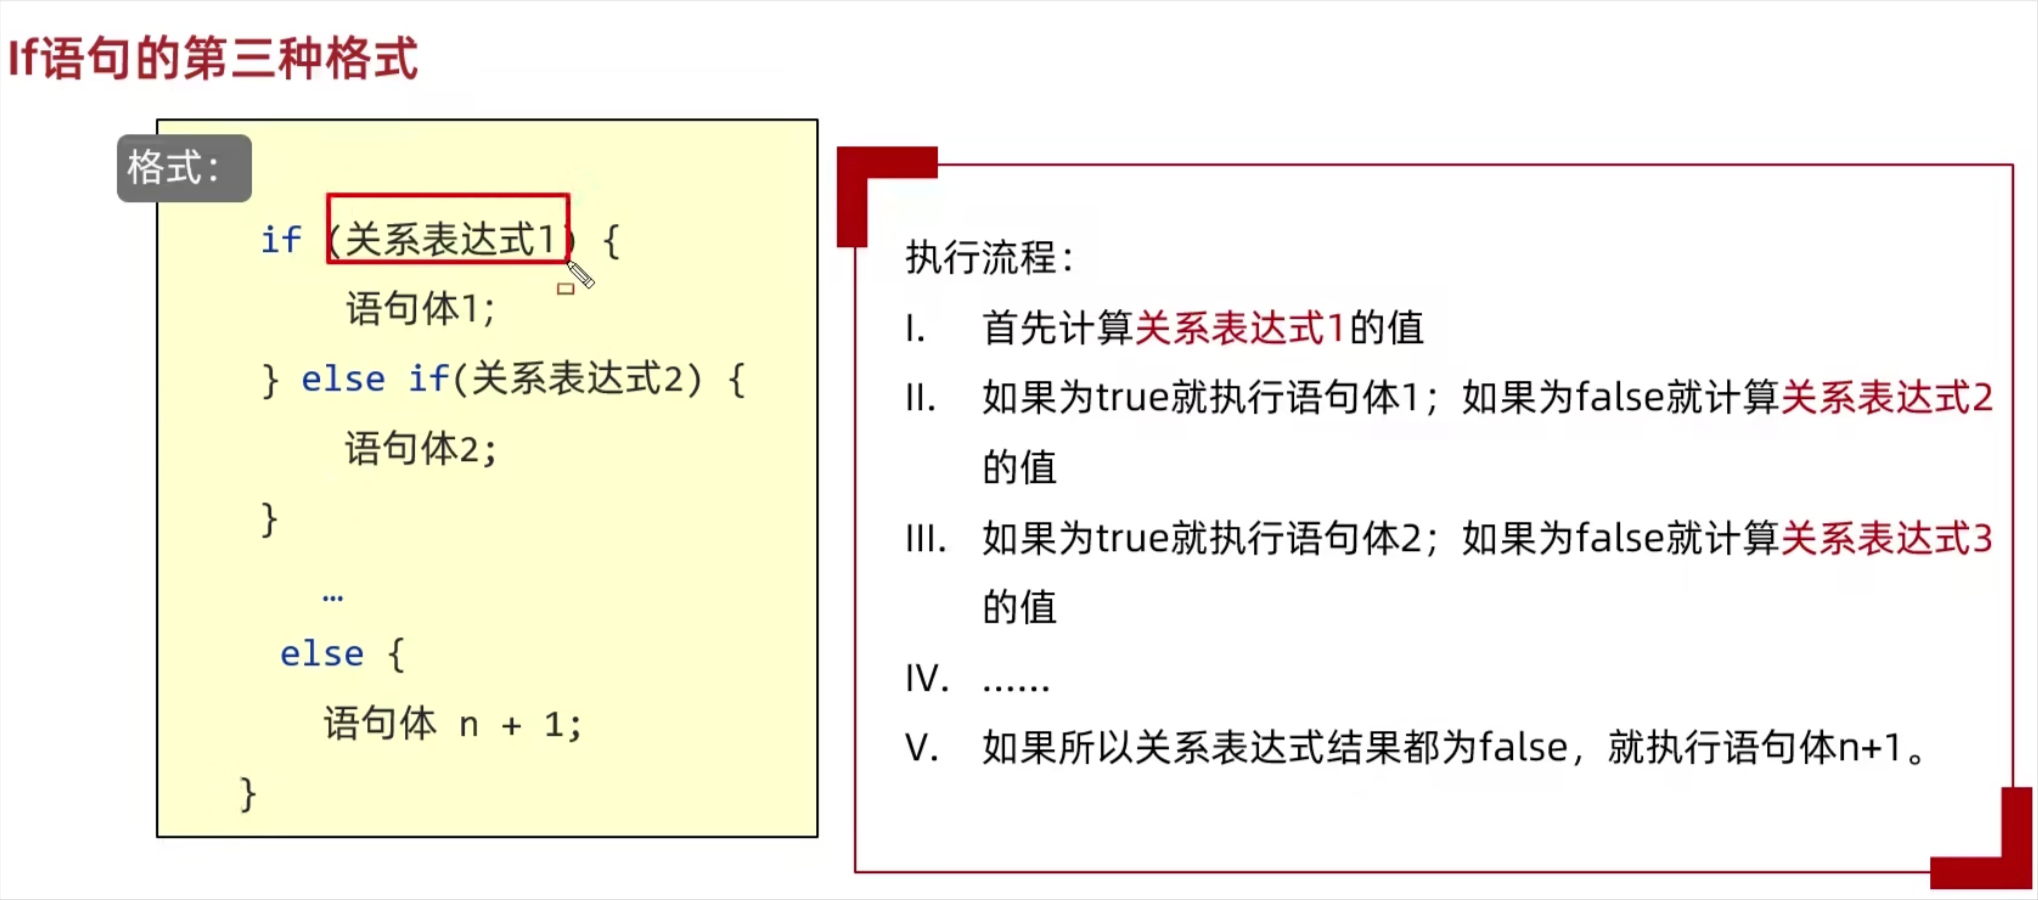 If语句的第三种格式
格式：
if (关系表达式1) {
语句体1;
} else if(关系表达式2) {
语句体2;
}
…
else {
语句体 n + 1;
}
执行流程：
I. 首先计算关系表达式1的值
II. 如果为true就执行语句体1；如果为false就计算关系表达式2
的值
III. 如果为true就执行语句体2；如果为false就计算关系表达式3
的值
IV. ……
V. 如果所以关系表达式结果都为false，就执行语句体n+1。